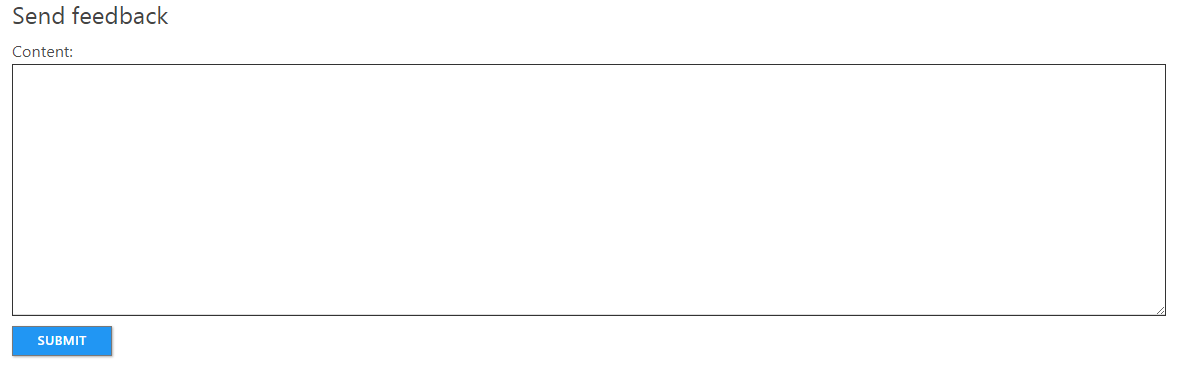 Send feedback
Content:
SUBMIT